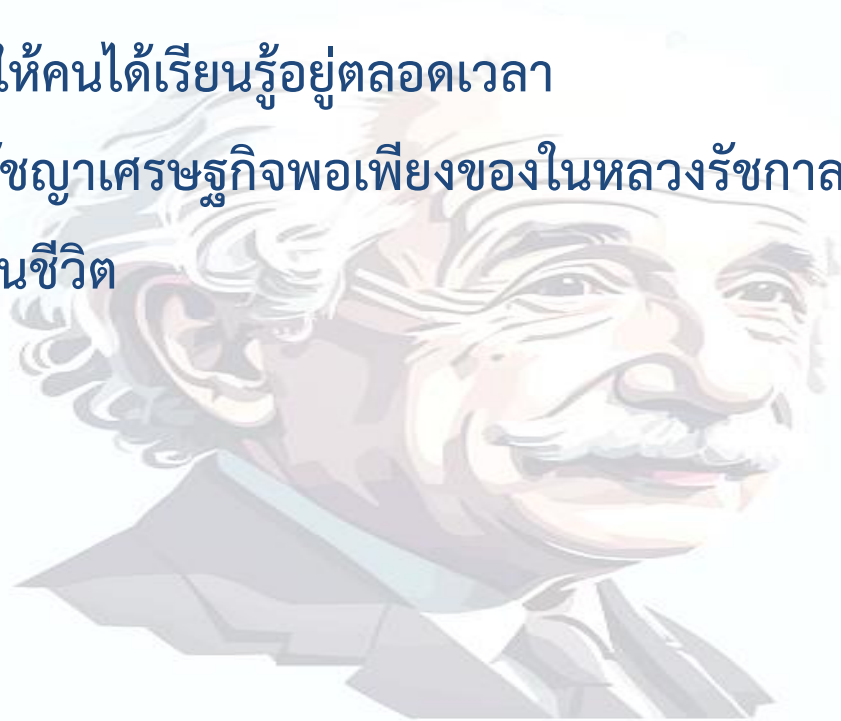 ให้คนได้เรียนรู้อยู่ตลอดเวลา
ัชญาเศรษฐกิจพอเพียงของในหลวงรัชกาล
นชีวิต